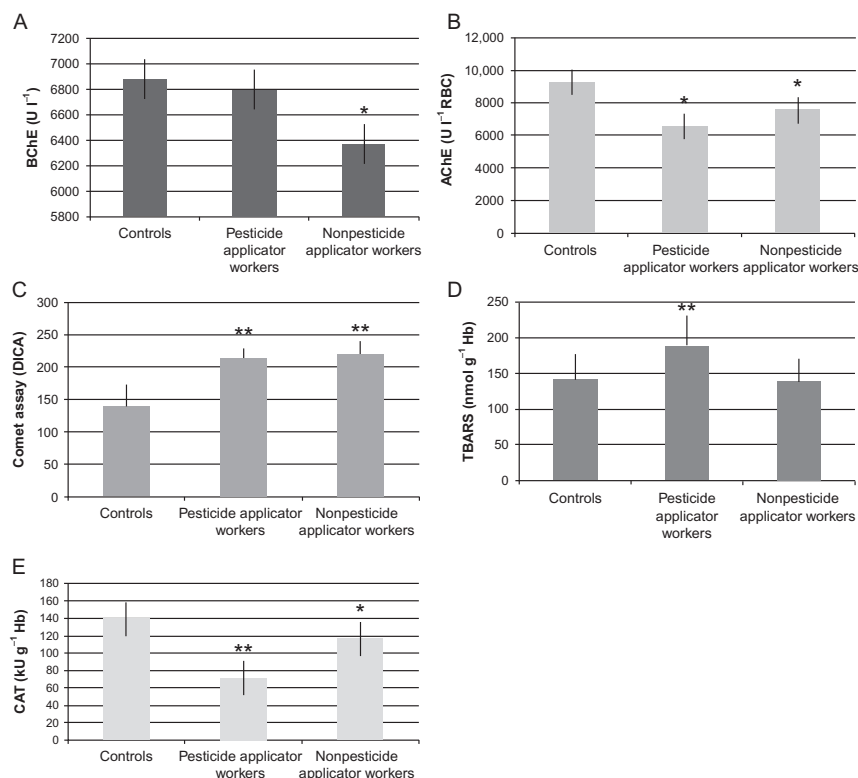 A
7200
7000
6800
6600
6400
6200
6000
5800
BChE (U l⁻¹)
*
Controls
Pesticide
applicator
workers
Nonpesticide
applicator workers
B
12,000
10,000
8000
6000
4000
2000
0
AChE (U l⁻¹ RBC)
*
*
Controls
Pesticide
applicator workers
Nonpesticide
applicator workers
C
300
250
200
150
100
50
0
Comet assay (DICA)
**
**
Controls
Pesticide applicator
workers
Nonpesticide
applicator workers
D
250
200
150
100
50
0
TBARS (nmol g⁻¹ Hb)
**
Controls
Pesticide
applicator
workers
Nonpesticide
applicator workers
E
180
160
140
120
100
80
60
40
20
0
CAT (kU g⁻¹ Hb)
**
*
Controls
Pesticide applicator
workers
Nonpesticide
applicator workers